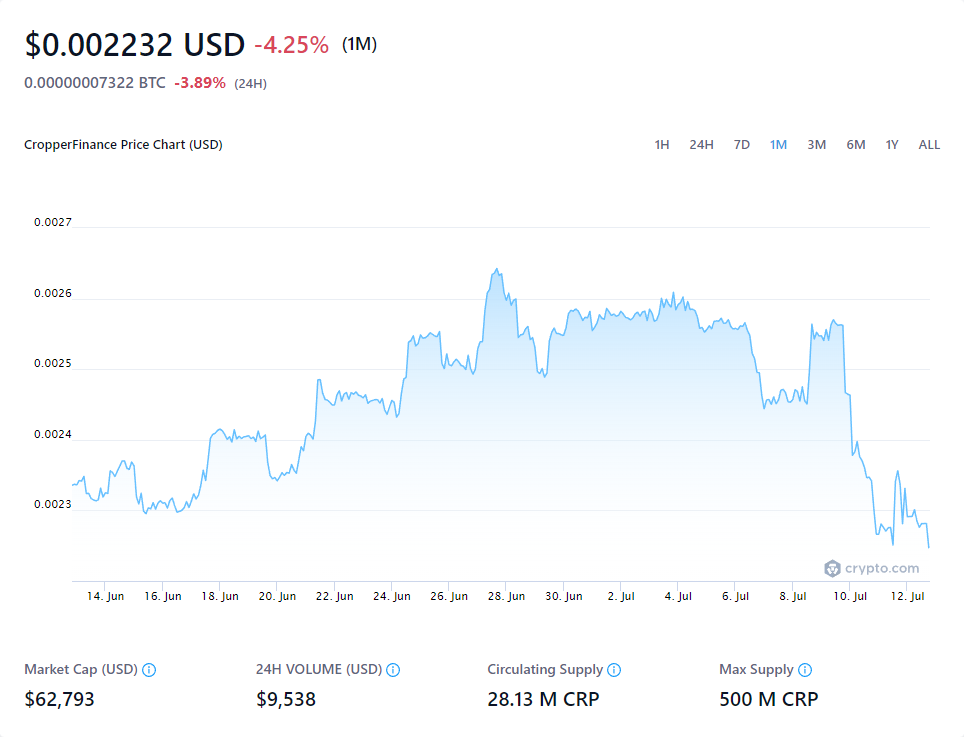 $0.002232 USD -4.25% (1M)
0.00000007322 BTC -3.89% (24H)
CropperFinance Price Chart (USD) 1H 24H 7D 1M 3M 6M 1Y ALL
0.0027
0.0026
0.0025
0.0024
0.0023
crypto.com
14. Jun 16. Jun 18. Jun 20. Jun 22. Jun 24. Jun 26. Jun 28. Jun 30. Jun 2. Jul 4. Jul 6. Jul 8. Jul 10. Jul 12. Jul
Market Cap (USD) 24H VOLUME (USD) Circulating Supply Max Supply
$62,793 $9,538 28.13 M CRP 500 M CRP